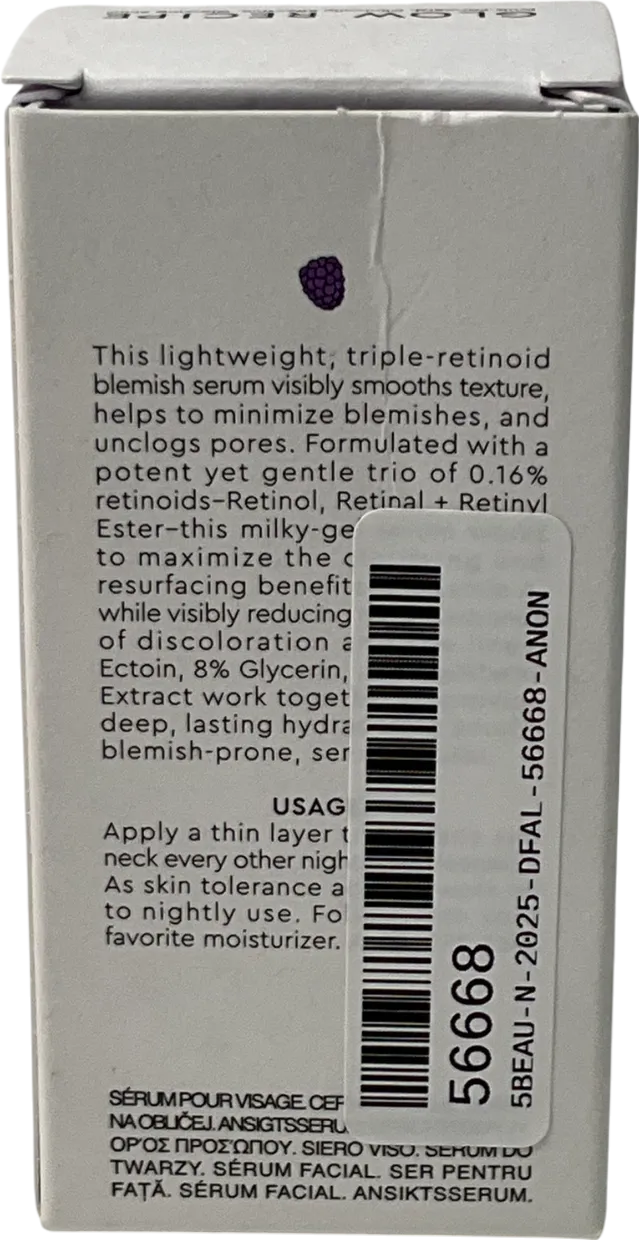 GLOW RECIPE
This lightweight, triple-retinoid
blemish serum visibly smooths texture,
helps to minimize blemishes, and
unclogs pores. Formulated with a
potent yet gentle trio of 0.16%
retinoids–Retinol, Retinal + Retinyl
Ester–this milky-ge
to maximize the
resurfacing benefit
while visibly reducing
of discoloration
Ectoin, 8% Glycerin,
Extract work toget
deep, lasting hydra
blemish-prone, ser
USAG
Apply a thin layer
neck every other nigh
As skin tolerance a
to nightly use. Fo
favorite moisturizer.
SÉRUM POUR VISAGE.
NA OBLIČEJ. ANSIGTSSERU
ΟΡΌΣ ΠΡΟΣΏΠΟΥ. SIERO VISO. SERUM DO
TWARZY. SÉRUM FACIAL. SER PENTRU
FAȚĂ. SÉRUM FACIAL. ANSIKTSSERUM.
56668
5BEAU-N-2025-DFAL-56668-ANON